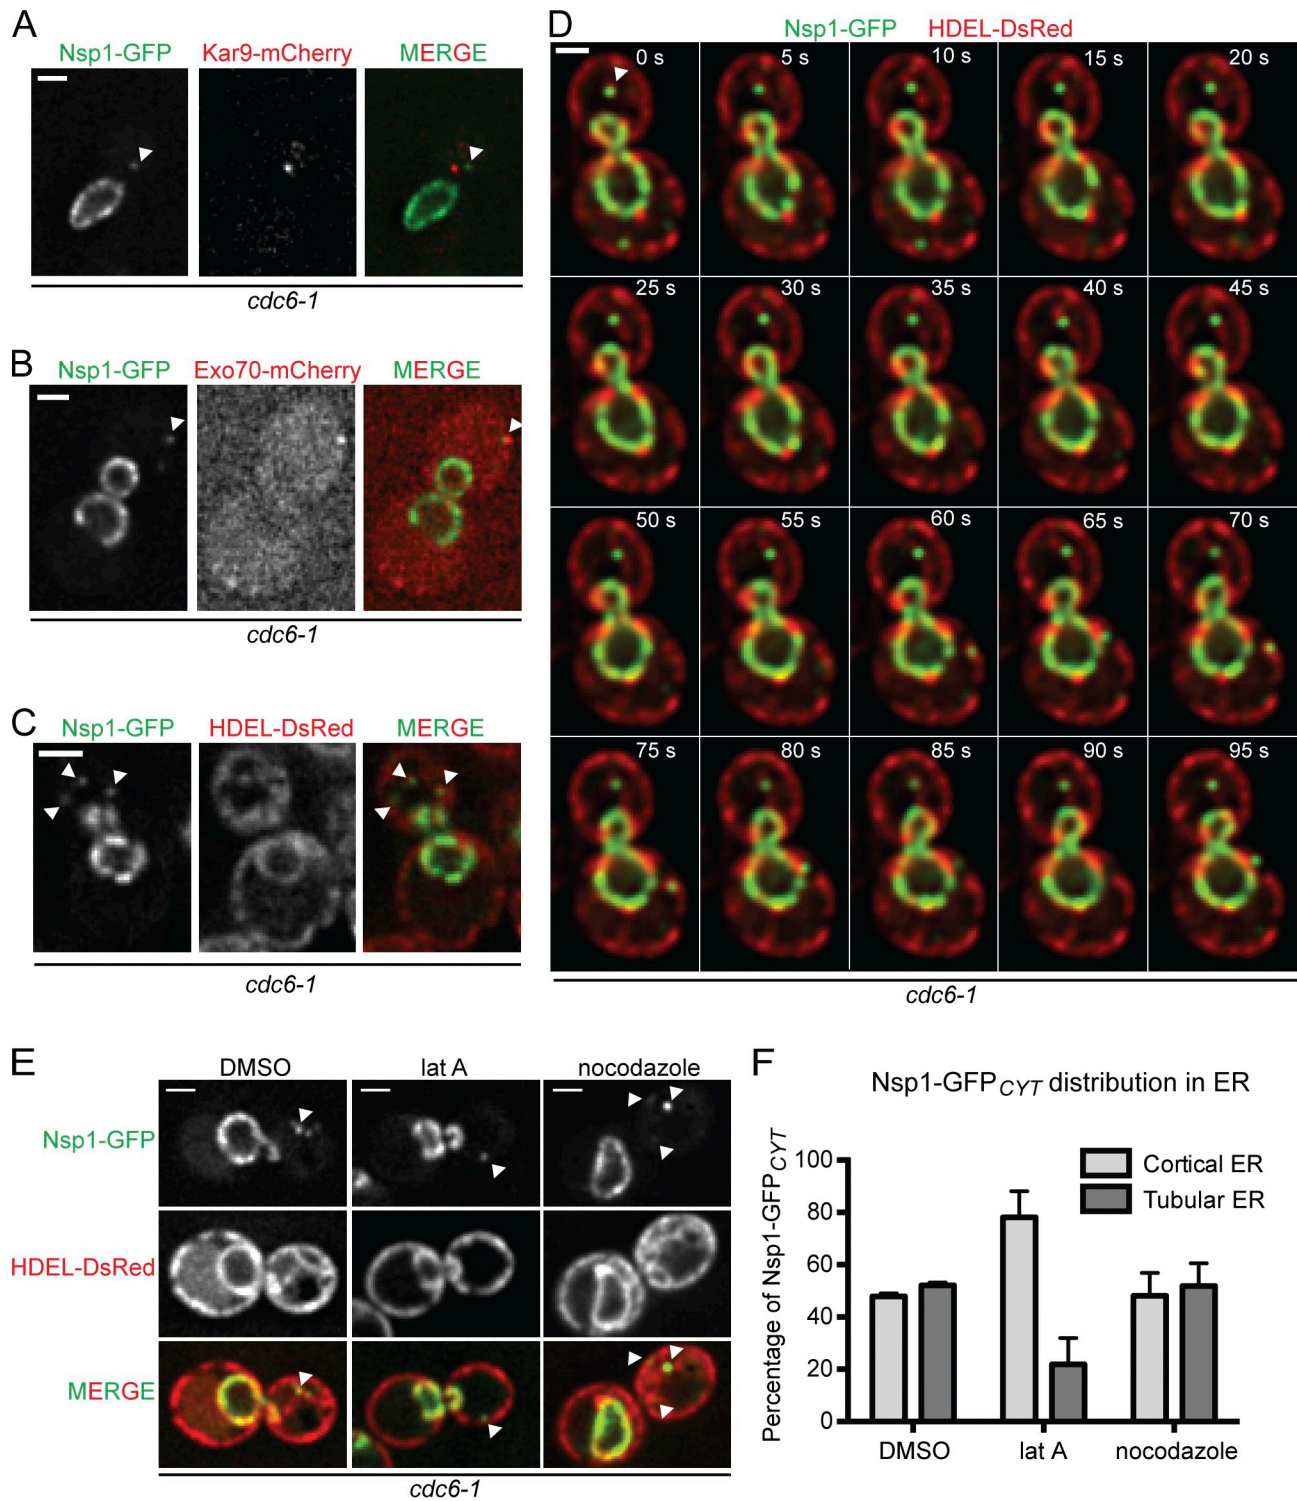 A
Nsp1-GFP Kar9-mCherry MERGE
cdc6-1
B
Nsp1-GFP Exo70-mCherry MERGE
cdc6-1
C
Nsp1-GFP HDEL-DsRed MERGE
cdc6-1
D
Nsp1-GFP HDEL-DsRed
0 s 5 s 10 s 15 s 20 s
25 s 30 s 35 s 40 s 45 s
50 s 55 s 60 s 65 s 70 s
75 s 80 s 85 s 90 s 95 s
cdc6-1
E
DMSO lat A nocodazole
Nsp1-GFP
HDEL-DsRed
MERGE
cdc6-1
F
Nsp1-GFPCYT distribution in ER
Percentage of Nsp1-GFPCYT
100
80
60
40
20
0
Cortical ER
Tubular ER
DMSO lat A nocodazole